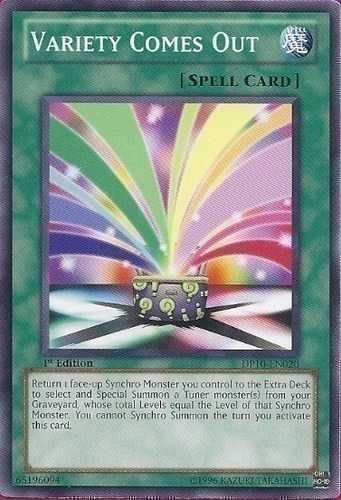 VARIETY COMES OUT
SPELL
魔
[SPELL CARD]
1st Edition
DP10-EN020
Return 1 face-up Synchro Monster you control to the Extra Deck
to select and Special Summon a Tuner monster(s) from your
Graveyard, whose total Levels equal the Level of that Synchro
Monster. You cannot Synchro Summon the turn you activate
this card.
65196094
©1996 KAZUKI TAKAHASHI